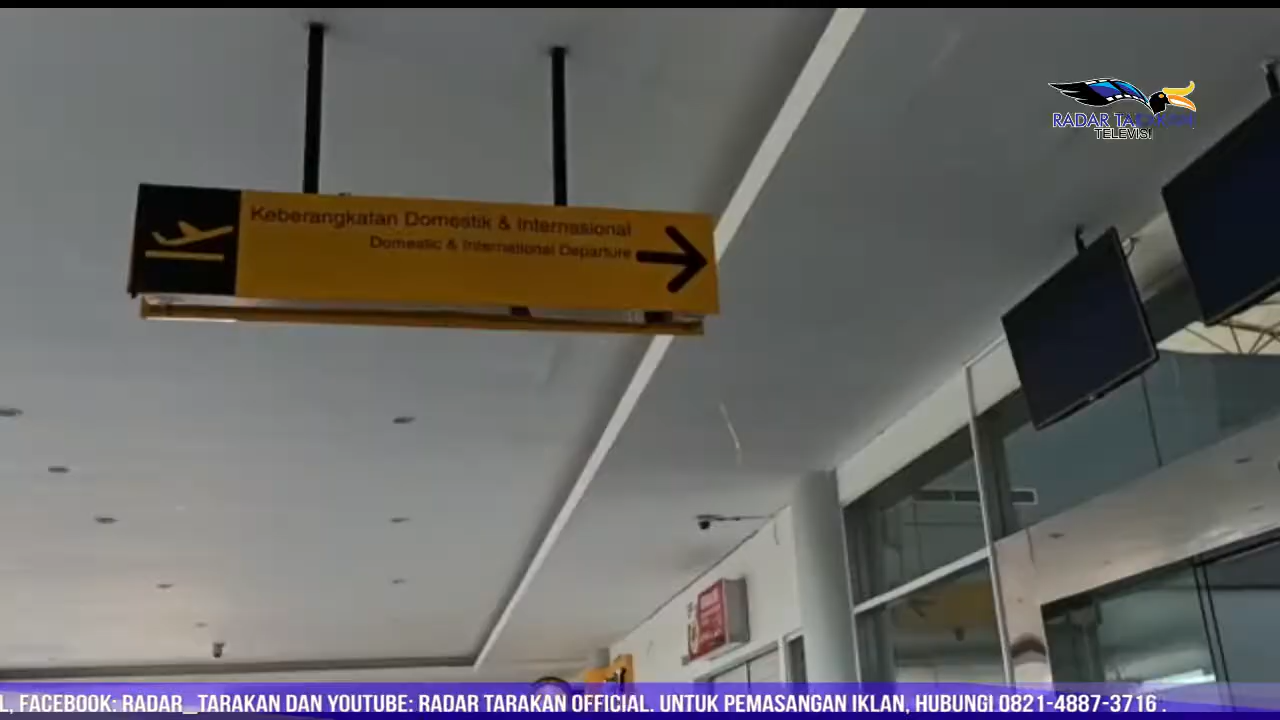 RADAR TARAKAN
TELEVISI
Keberangkatan Domestik & Internasional
Domestic & International Departure
L, FACEBOOK: RADAR_TARAKAN DAN YOUTUBE: RADAR TARAKAN OFFICIAL. UNTUK PEMASANGAN IKLAN, HUBUNGI 0821-4887-3716 .